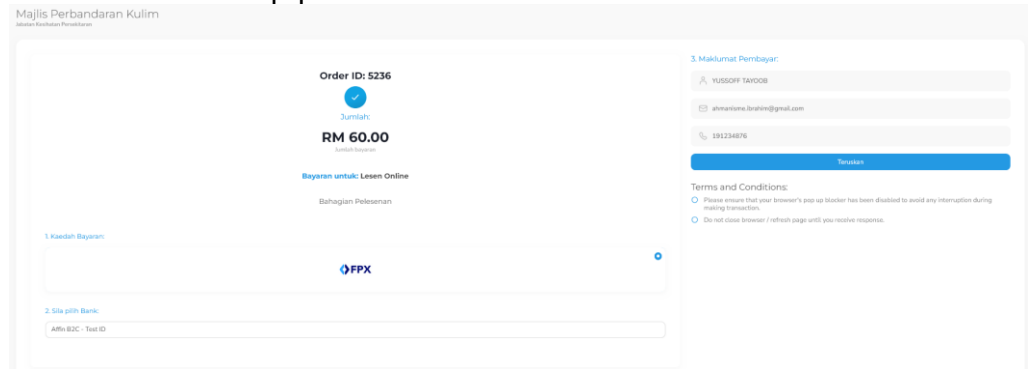 Majlis Perbandaran Kulim
Jabatan Kesihatan Persekitaran
Order ID: 5236
Jumlah:
RM 60.00
Jumlah bayaran
Bayaran untuk: Lesen Online
Bahagian Pelesenan
1. Kaedah Bayaran:
FPX
2. Sila pilih Bank:
Affin B2C - Test ID
3. Maklumat Pembayar:
YUSSOFF TAYOOB
ahmanisme.ibrahim@gmail.com
191234876
Teruskan
Terms and Conditions:
Please ensure that your browser's pop up blocker has been disabled to avoid any interruption during
making transaction.
Do not close browser / refresh page until you receive response.